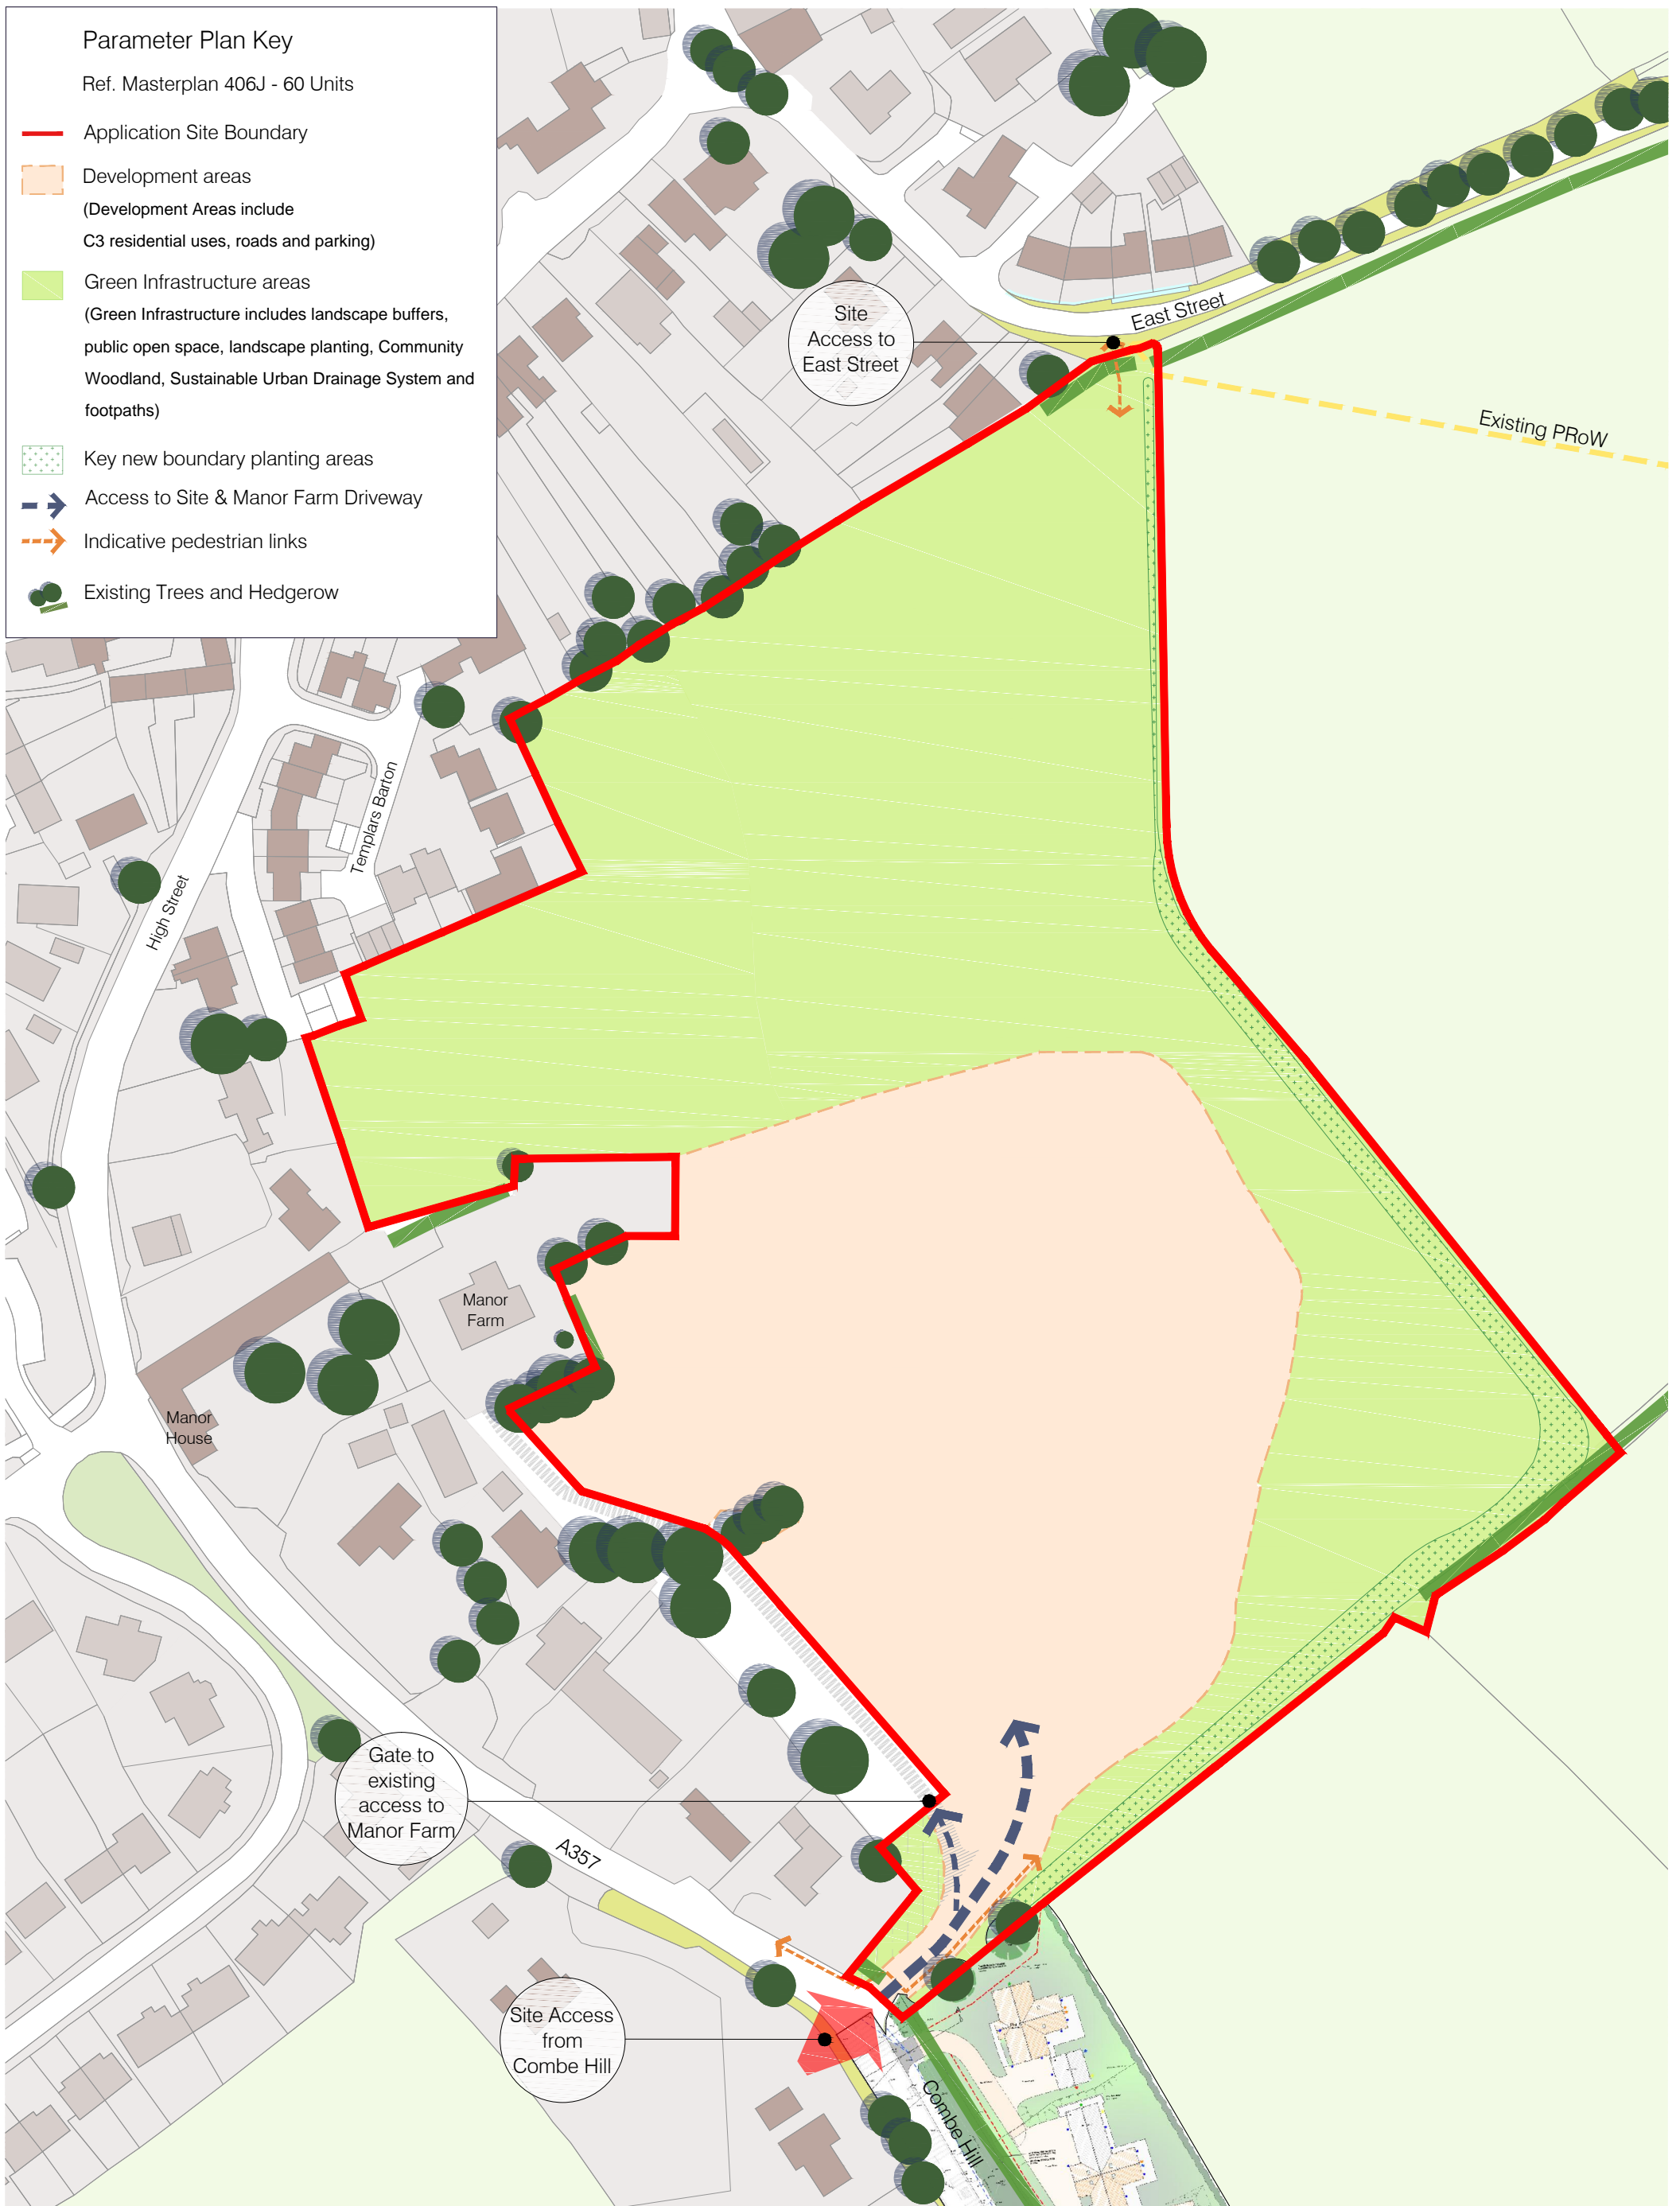 Parameter Plan Key
Ref. Masterplan 406J - 60 Units
Application Site Boundary
Development areas
(Development Areas include
C3 residential uses, roads and parking)
Green Infrastructure areas
(Green Infrastructure includes landscape buffers,
public open space, landscape planting, Community
Woodland, Sustainable Urban Drainage System and
footpaths)
Key new boundary planting areas
Access to Site & Manor Farm Driveway
Indicative pedestrian links
Existing Trees and Hedgerow
Site
Access to
East Street
East Street
Existing PRoW
Templars Barton
High Street
Manor
Farm
Manor
House
Gate to
existing
access to
Manor Farm
A357
Site Access
from
Combe Hill
Combe Hill